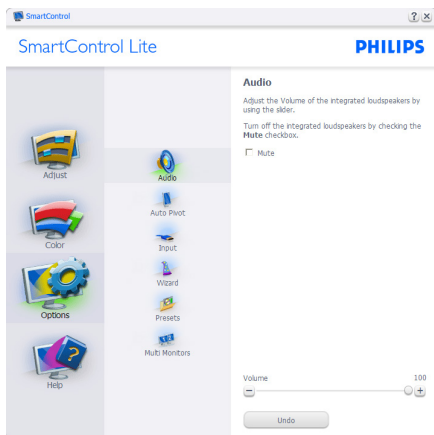 SmartControl
SmartControl Lite
PHILIPS
Adjust
Color
Options
Help
Audio
Auto Pivot
Input
Wizard
Presets
Multi Monitors
Audio
Adjust the Volume of the integrated loudspeakers by
using the slider.
Turn off the integrated loudspeakers by checking the
Mute checkbox.
Mute
Volume 100
Undo